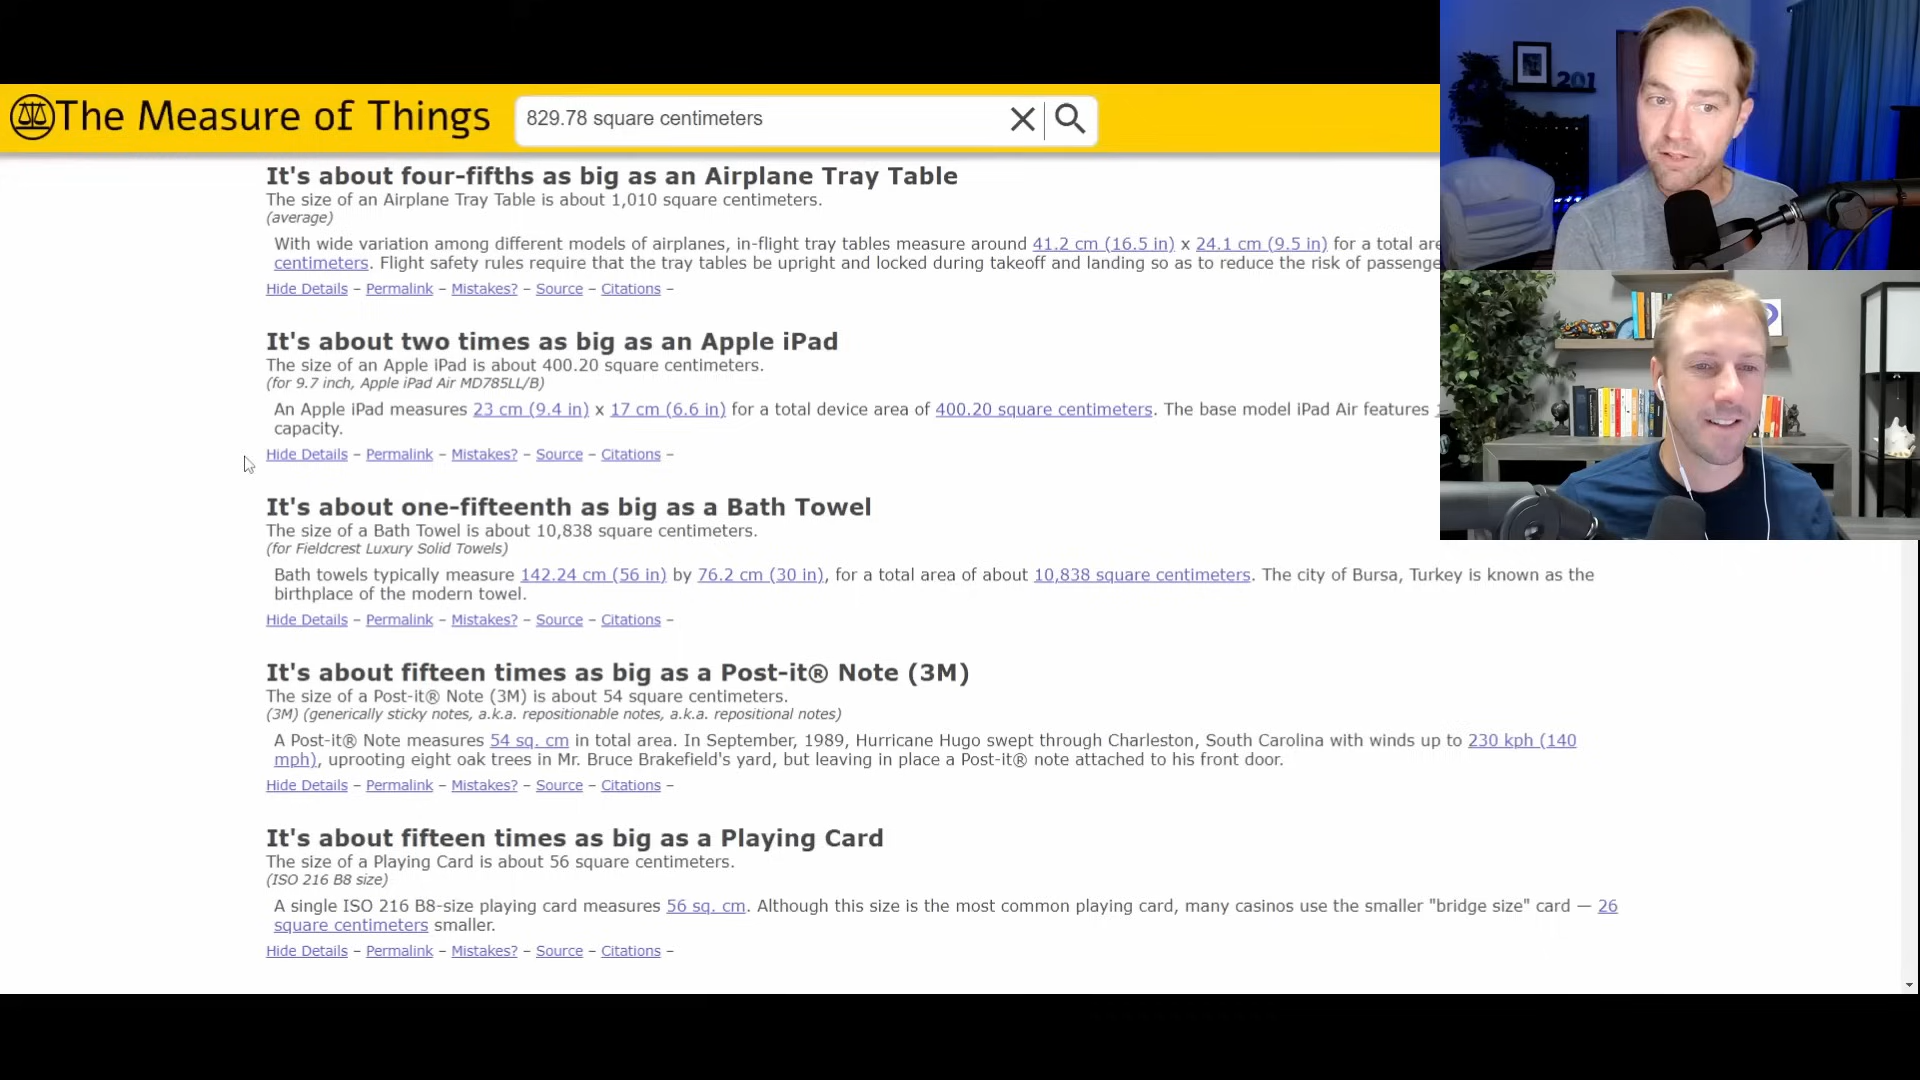 The Measure of Things
829.78 square centimeters
It's about four-fifths as big as an Airplane Tray Table
The size of an Airplane Tray Table is about 1,010 square centimeters.
(average)
With wide variation among different models of airplanes, in-flight tray tables measure around 41.2 cm (16.5 in) x 24.1 cm (9.5 in) for a total are
centimeters. Flight safety rules require that the tray tables be upright and locked during takeoff and landing so as to reduce the risk of passenge
Hide Details – Permalink – Mistakes? – Source – Citations –
It's about two times as big as an Apple iPad
The size of an Apple iPad is about 400.20 square centimeters.
(for 9.7 inch, Apple iPad Air MD785LL/B)
An Apple iPad measures 23 cm (9.4 in) x 17 cm (6.6 in) for a total device area of 400.20 square centimeters. The base model iPad Air features
capacity.
Hide Details – Permalink – Mistakes? – Source – Citations –
It's about one-fifteenth as big as a Bath Towel
The size of a Bath Towel is about 10,838 square centimeters.
(for Fieldcrest Luxury Solid Towels)
Bath towels typically measure 142.24 cm (56 in) by 76.2 cm (30 in), for a total area of about 10,838 square centimeters. The city of Bursa, Turkey is known as the
birthplace of the modern towel.
Hide Details – Permalink – Mistakes? – Source – Citations –
It's about fifteen times as big as a Post-it® Note (3M)
The size of a Post-it® Note (3M) is about 54 square centimeters.
(3M) (generically sticky notes, a.k.a. repositionable notes, a.k.a. repositional notes)
A Post-it® Note measures 54 sq. cm in total area. In September, 1989, Hurricane Hugo swept through Charleston, South Carolina with winds up to 230 kph (140
mph), uprooting eight oak trees in Mr. Bruce Brakefield's yard, but leaving in place a Post-it® note attached to his front door.
Hide Details – Permalink – Mistakes? – Source – Citations –
It's about fifteen times as big as a Playing Card
The size of a Playing Card is about 56 square centimeters.
(ISO 216 B8 size)
A single ISO 216 B8-size playing card measures 56 sq. cm. Although this size is the most common playing card, many casinos use the smaller "bridge size" card — 26
square centimeters smaller.
Hide Details – Permalink – Mistakes? – Source – Citations –
201